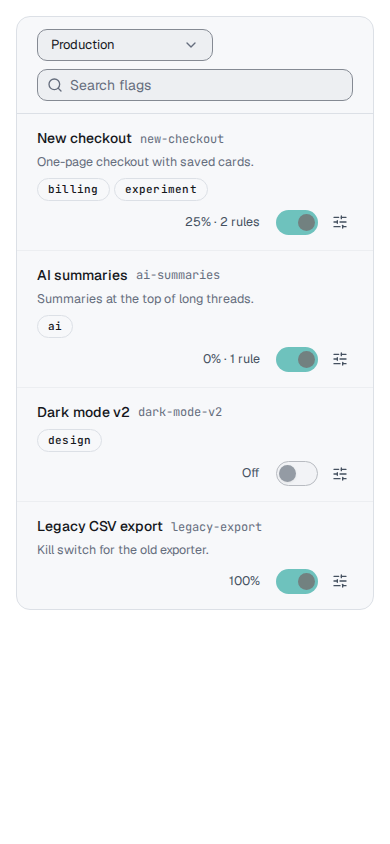 Production
Search flags
New checkout new-checkout
One-page checkout with saved cards.
billing experiment
25% · 2 rules
AI summaries ai-summaries
Summaries at the top of long threads.
ai
0% · 1 rule
Dark mode v2 dark-mode-v2
design
Off
Legacy CSV export legacy-export
Kill switch for the old exporter.
100%